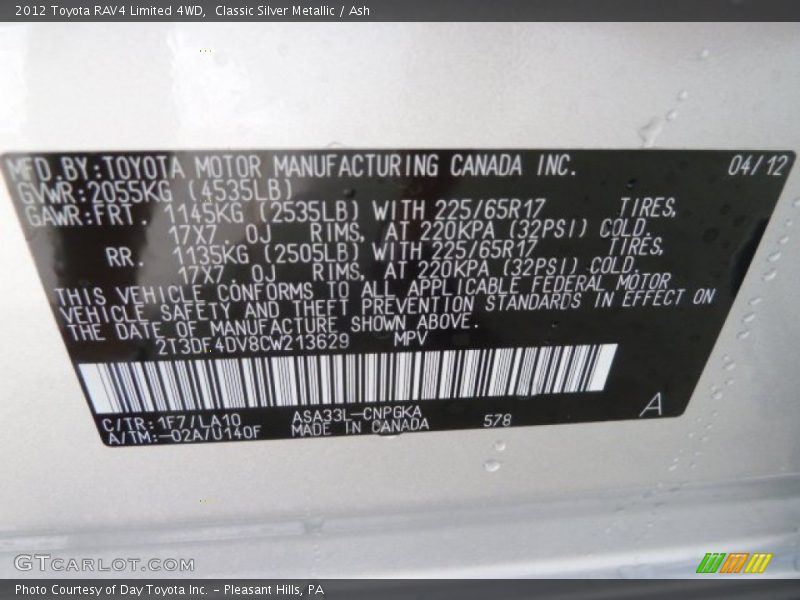 2012 Toyota RAV4 Limited 4WD,  Classic Silver Metallic / Ash
MFD.BY:TOYOTA MOTOR MANUFACTURING CANADA INC. 04/12
GVWR:2055KG (4535LB)
GAWR:FRT. 1145KG (2535LB) WITH 225/65R17 TIRES,
17X7. 0J RIMS, AT 220KPA (32PSI) COLD.
RR. 1135KG (2505LB) WITH 225/65R17 TIRES,
17X7. 0J RIMS, AT 220KPA (32PSI) COLD.
THIS VEHICLE CONFORMS TO ALL APPLICABLE FEDERAL MOTOR
VEHICLE SAFETY AND THEFT PREVENTION STANDARDS IN EFFECT ON
THE DATE OF MANUFACTURE SHOWN ABOVE.
2T3DF4DV8CW213629 MPV
C/TR:1F7/LA10 ASA33L-CNPGKA 578 A
A/TM:-02A/U140F MADE IN CANADA
GTCARLOT.COM
Photo Courtesy of Day Toyota Inc. - Pleasant Hills, PA